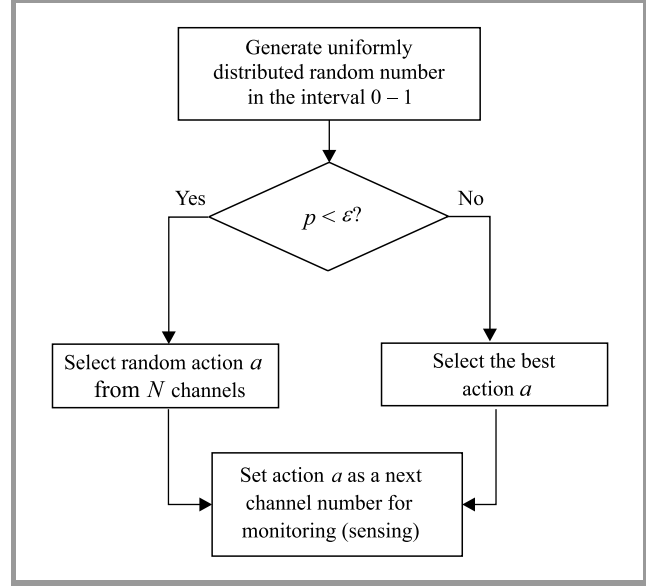 Generate uniformly
distributed random number
in the interval 0 – 1
Yes
No
p < ε?
Select random action a
from N channels
Select the best
action a
Set action a as a next
channel number for
monitoring (sensing)